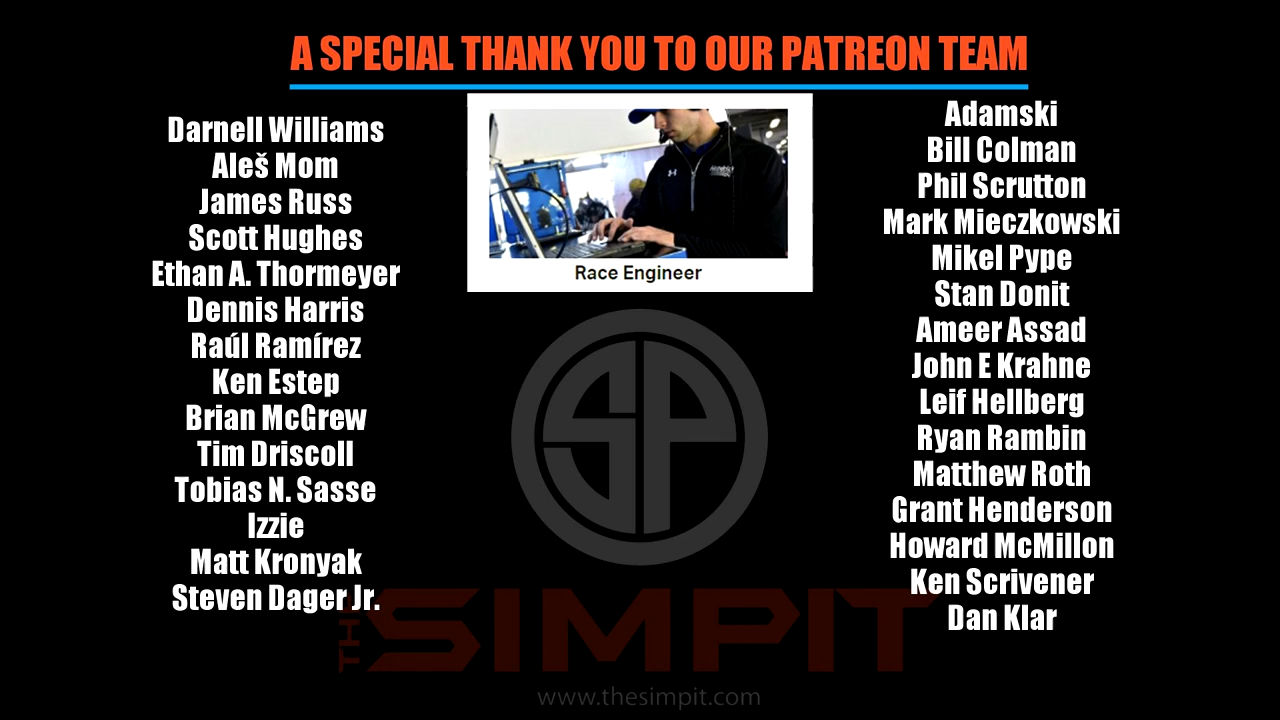 A SPECIAL THANK YOU TO OUR PATREON TEAM
Darnell Williams
Aleš Mom
James Russ
Scott Hughes
Ethan A. Thormeyer
Dennis Harris
Raúl Ramírez
Ken Estep
Brian McGrew
Tim Driscoll
Tobias N. Sasse
Izzie
Matt Kronyak
Steven Dager Jr.
Race Engineer
Adamski
Bill Colman
Phil Scrutton
Mark Mieczkowski
Mikel Pype
Stan Donit
Ameer Assad
John E Krahne
Leif Hellberg
Ryan Rambin
Matthew Roth
Grant Henderson
Howard McMillon
Ken Scrivener
Dan Klar
SP
THE SIMPIT
www.thesimpit.com